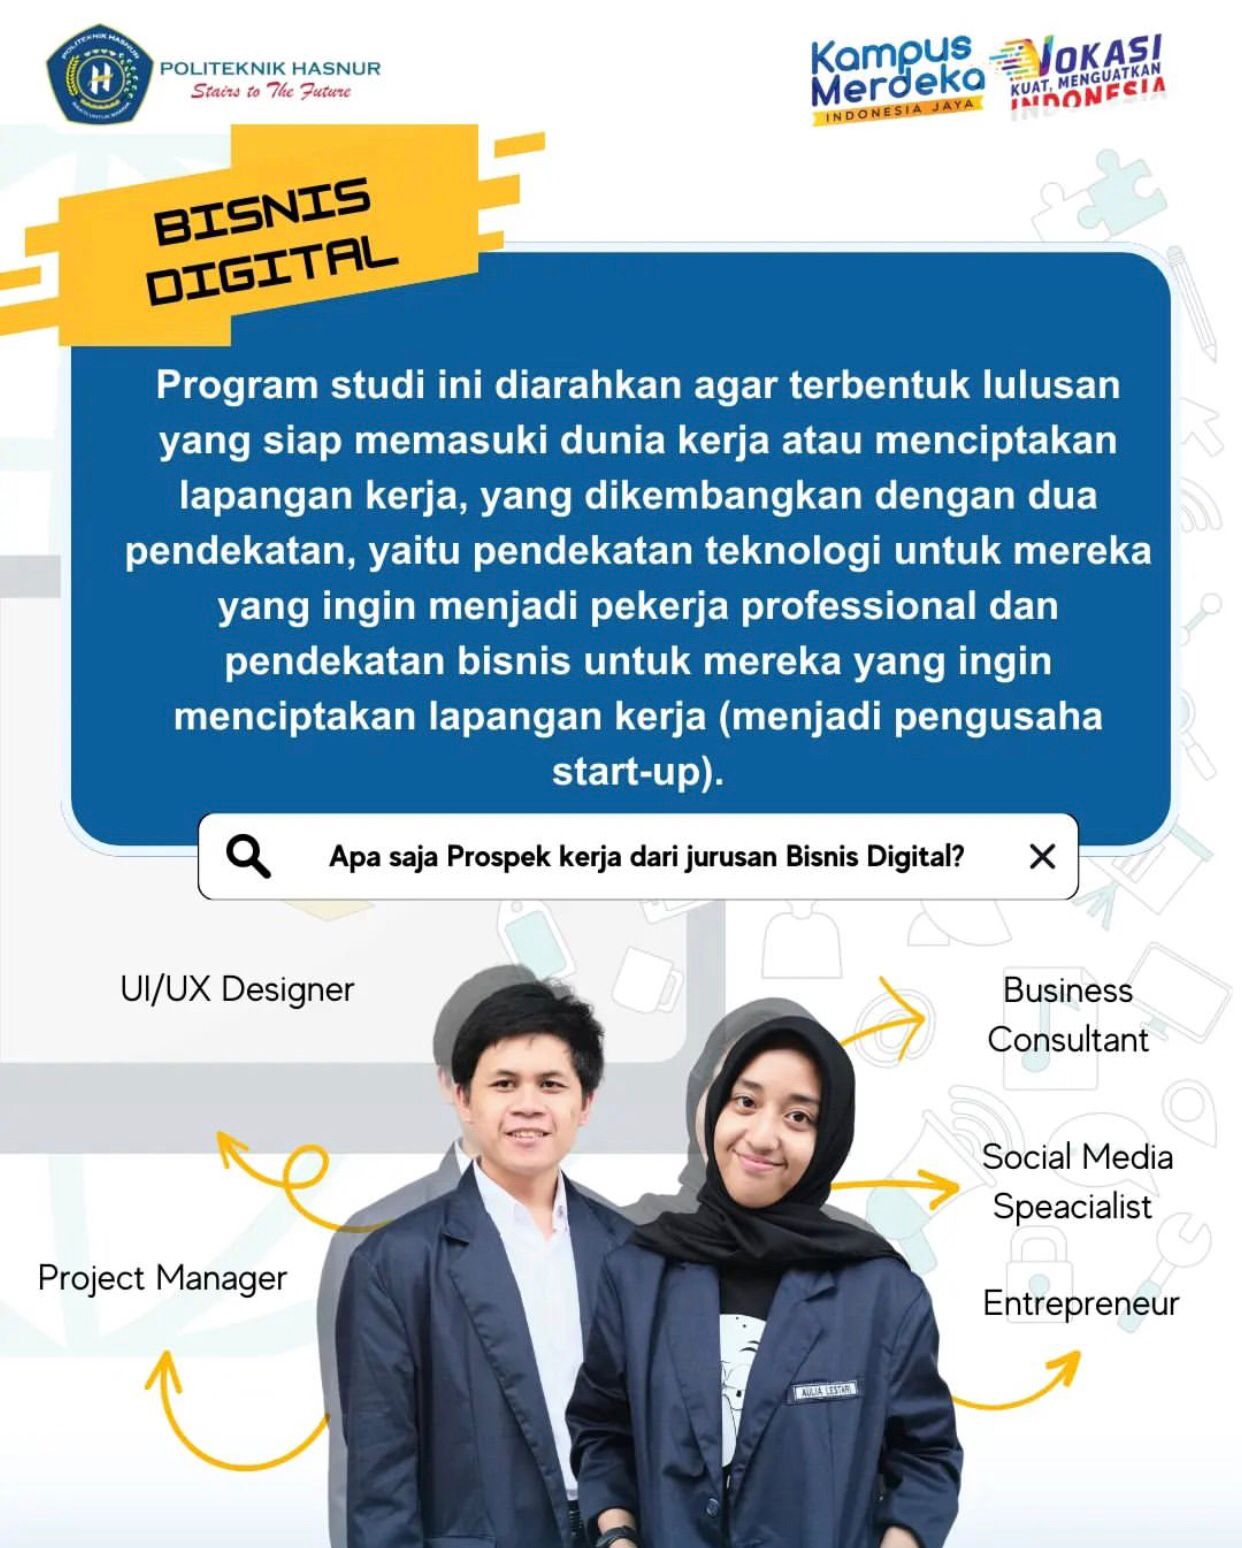 POLITEKNIK HASNUR
H
POLITEKNIK HASNUR
Stairs to The Future
Kampus
Merdeka
INDONESIA JAYA
VOKASI
KUAT, MENGUATKAN
INDONESIA
BISNIS
DIGITAL
Program studi ini diarahkan agar terbentuk lulusan
yang siap memasuki dunia kerja atau menciptakan
lapangan kerja, yang dikembangkan dengan dua
pendekatan, yaitu pendekatan teknologi untuk mereka
yang ingin menjadi pekerja professional dan
pendekatan bisnis untuk mereka yang ingin
menciptakan lapangan kerja (menjadi pengusaha
start-up).
Apa saja Prospek kerja dari jurusan Bisnis Digital?
UI/UX Designer
Business
Consultant
Social Media
Speacialist
Project Manager
Entrepreneur
AULIA LESTARI